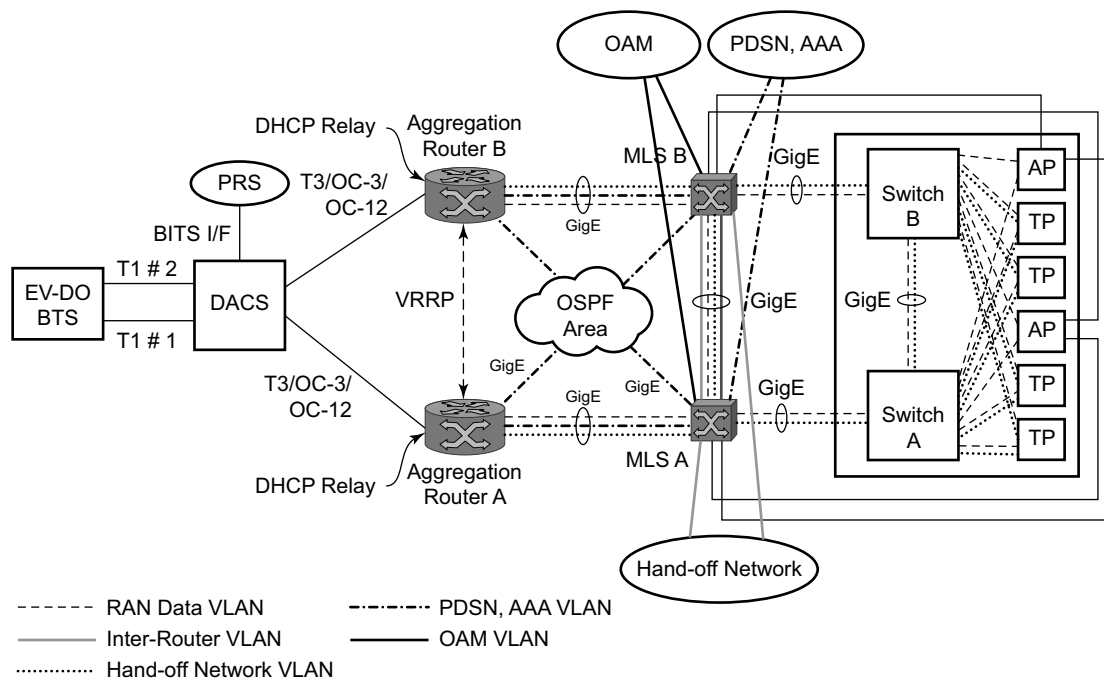 OAM
PDSN, AAA
DHCP Relay
Aggregation
Router B
MLS B
GigE
AP
PRS
T3/OC-3/
OC-12
GigE
Switch
B
TP
BITS I/F
T1 # 2
EV-DO
BTS
DACS
VRRP
OSPF
Area
GigE
GigE
TP
T1 # 1
AP
T3/OC-3/
OC-12
GigE
GigE
GigE
GigE
Switch
A
TP
TP
MLS A
DHCP Relay
Aggregation
Router A
Hand-off Network
RAN Data VLAN
PDSN, AAA VLAN
Inter-Router VLAN
OAM VLAN
Hand-off Network VLAN